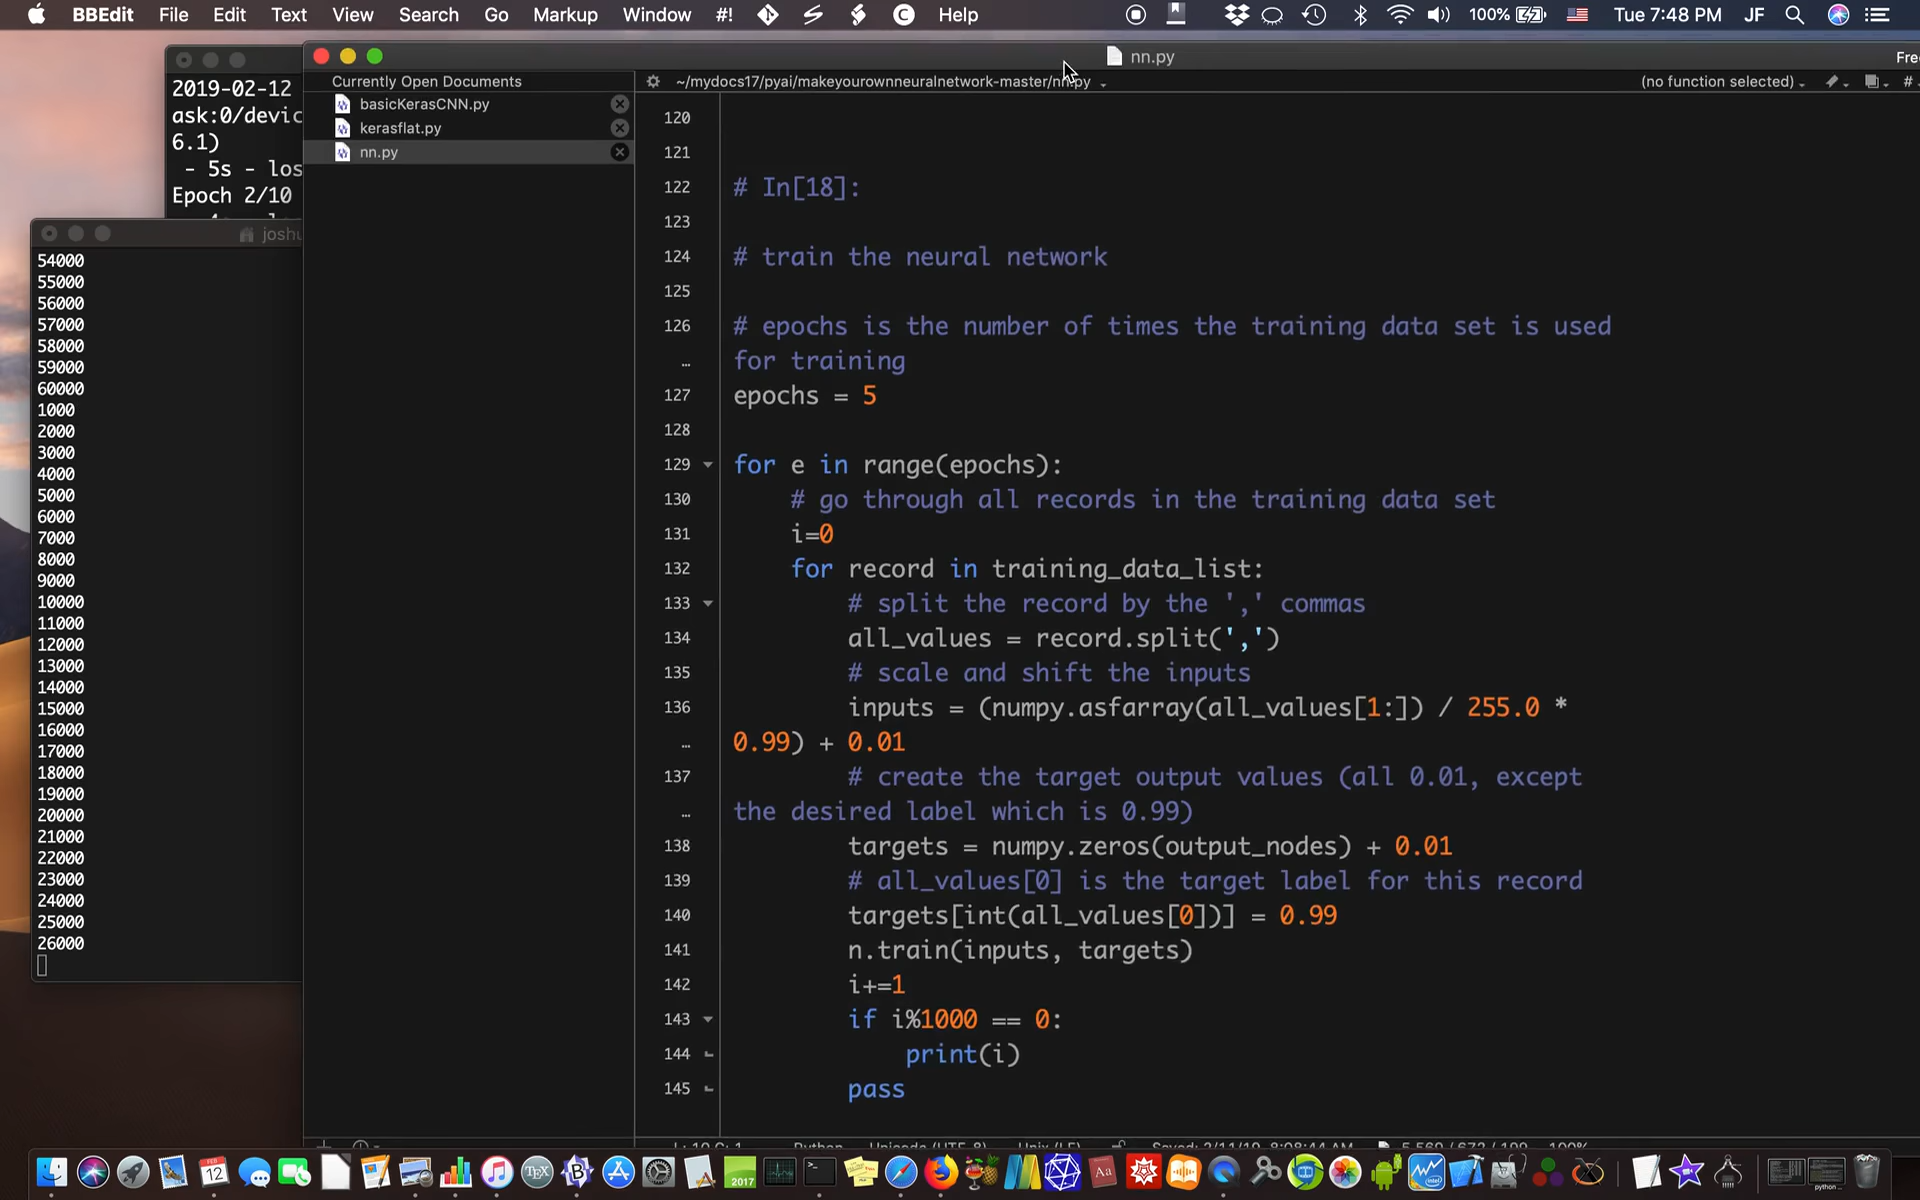 BBEdit File Edit Text View Search Go Markup Window #! Help 100% Tue 7:48 PM JF
nn.py
Currently Open Documents
~/mydocs17/pyai/makeyourownneuralnetwork-master/nn.py
(no function selected)
#
basicKerasCNN.py
kerasflat.py
nn.py
2019-02-12
6.1)
- 5s -
Epoch 2/10
54000
55000
56000
57000
58000
59000
60000
1000
2000
3000
4000
5000
6000
7000
8000
9000
10000
11000
12000
13000
14000
15000
16000
17000
18000
19000
20000
21000
22000
23000
24000
25000
26000
120
121
122 # In[18]:
123
124 # train the neural network
125
126 # epochs is the number of times the training data set is used
… for training
127 epochs = 5
128
129 for e in range(epochs):
130 # go through all records in the training data set
131 i=0
132 for record in training_data_list:
133 # split the record by the ',' commas
134 all_values = record.split(',')
135 # scale and shift the inputs
136 inputs = (numpy.asfarray(all_values[1:]) / 255.0 *
… 0.99) + 0.01
137 # create the target output values (all 0.01, except
… the desired label which is 0.99)
138 targets = numpy.zeros(output_nodes) + 0.01
139 # all_values[0] is the target label for this record
140 targets[int(all_values[0])] = 0.99
141 n.train(inputs, targets)
142 i+=1
143 if i%1000 == 0:
144 print(i)
145 pass
12
TEX
2017
Aa